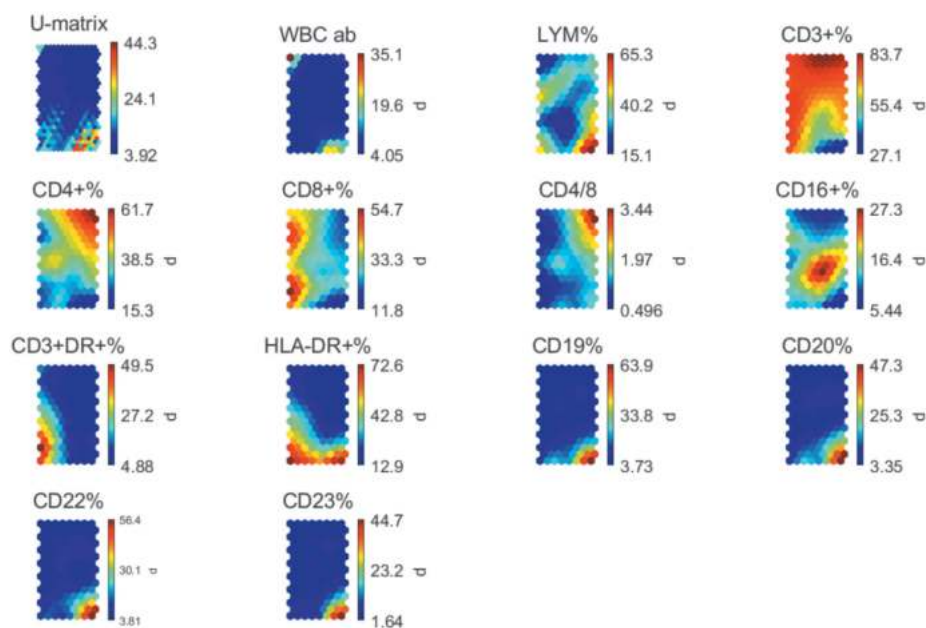 U-matrix
44.3
24.1
3.92
WBC ab
35.1
19.6
4.05
d
LYM%
65.3
40.2
15.1
d
CD3+%
83.7
55.4
27.1
d
CD4+%
61.7
38.5
15.3
d
CD8+%
54.7
33.3
11.8
d
CD4/8
3.44
1.97
0.496
d
CD16+%
27.3
16.4
5.44
d
CD3+DR+%
49.5
27.2
4.88
d
HLA-DR+%
72.6
42.8
12.9
d
CD19%
63.9
33.8
3.73
d
CD20%
47.3
25.3
3.35
d
CD22%
56.4
30.1
3.81
d
CD23%
44.7
23.2
1.64
d